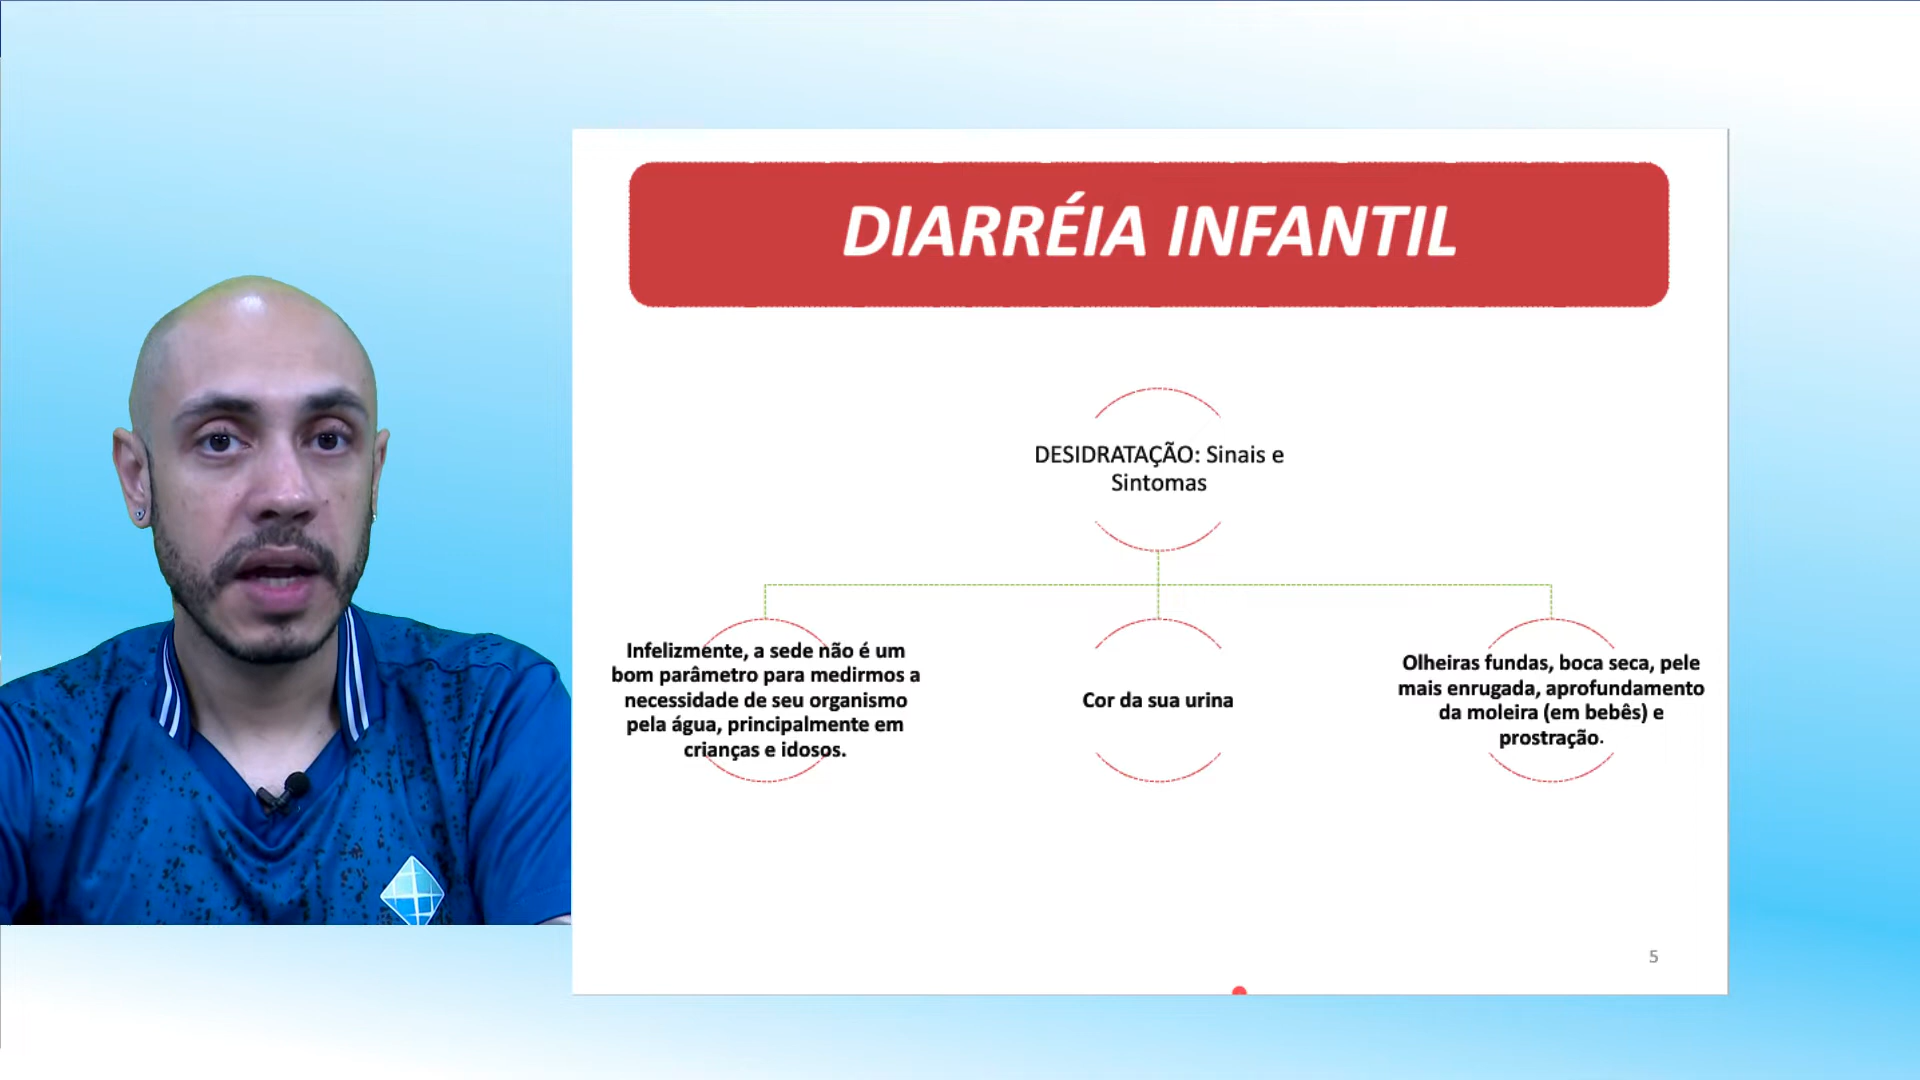 DIARRÉIA INFANTIL
DESIDRATAÇÃO: Sinais e
Sintomas
Infelizmente, a sede não é um
bom parâmetro para medirmos a
necessidade de seu organismo
pela água, principalmente em
crianças e idosos.
Cor da sua urina
Olheiras fundas, boca seca, pele
mais enrugada, aprofundamento
da moleira (em bebês) e
prostração.
5